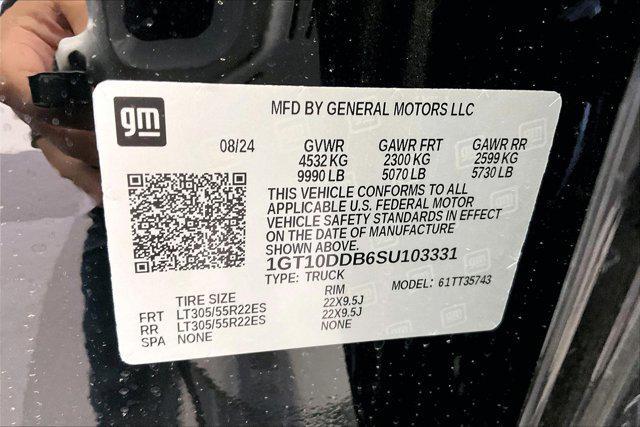 gm
MFD BY GENERAL MOTORS LLC
08/24 GVWR GAWR FRT GAWR RR
4532 KG 2300 KG 2599 KG
9990 LB 5070 LB 5730 LB
THIS VEHICLE CONFORMS TO ALL
APPLICABLE U.S. FEDERAL MOTOR
VEHICLE SAFETY STANDARDS IN EFFECT
ON THE DATE OF MANUFACTURE
SHOWN ABOVE.
1GT10DDB6SU103331
TYPE: TRUCK MODEL: 61TT35743
TIRE SIZE RIM
FRT LT305/55R22ES 22X9.5J
RR LT305/55R22ES 22X9.5J
SPA NONE NONE